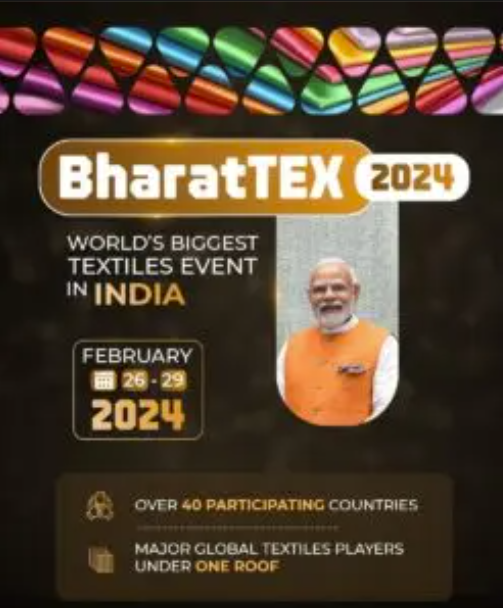 BharatTEX 2024
WORLD'S BIGGEST
TEXTILES EVENT
IN INDIA
FEBRUARY
26 - 29
2024
OVER 40 PARTICIPATING COUNTRIES
MAJOR GLOBAL TEXTILES PLAYERS
UNDER ONE ROOF